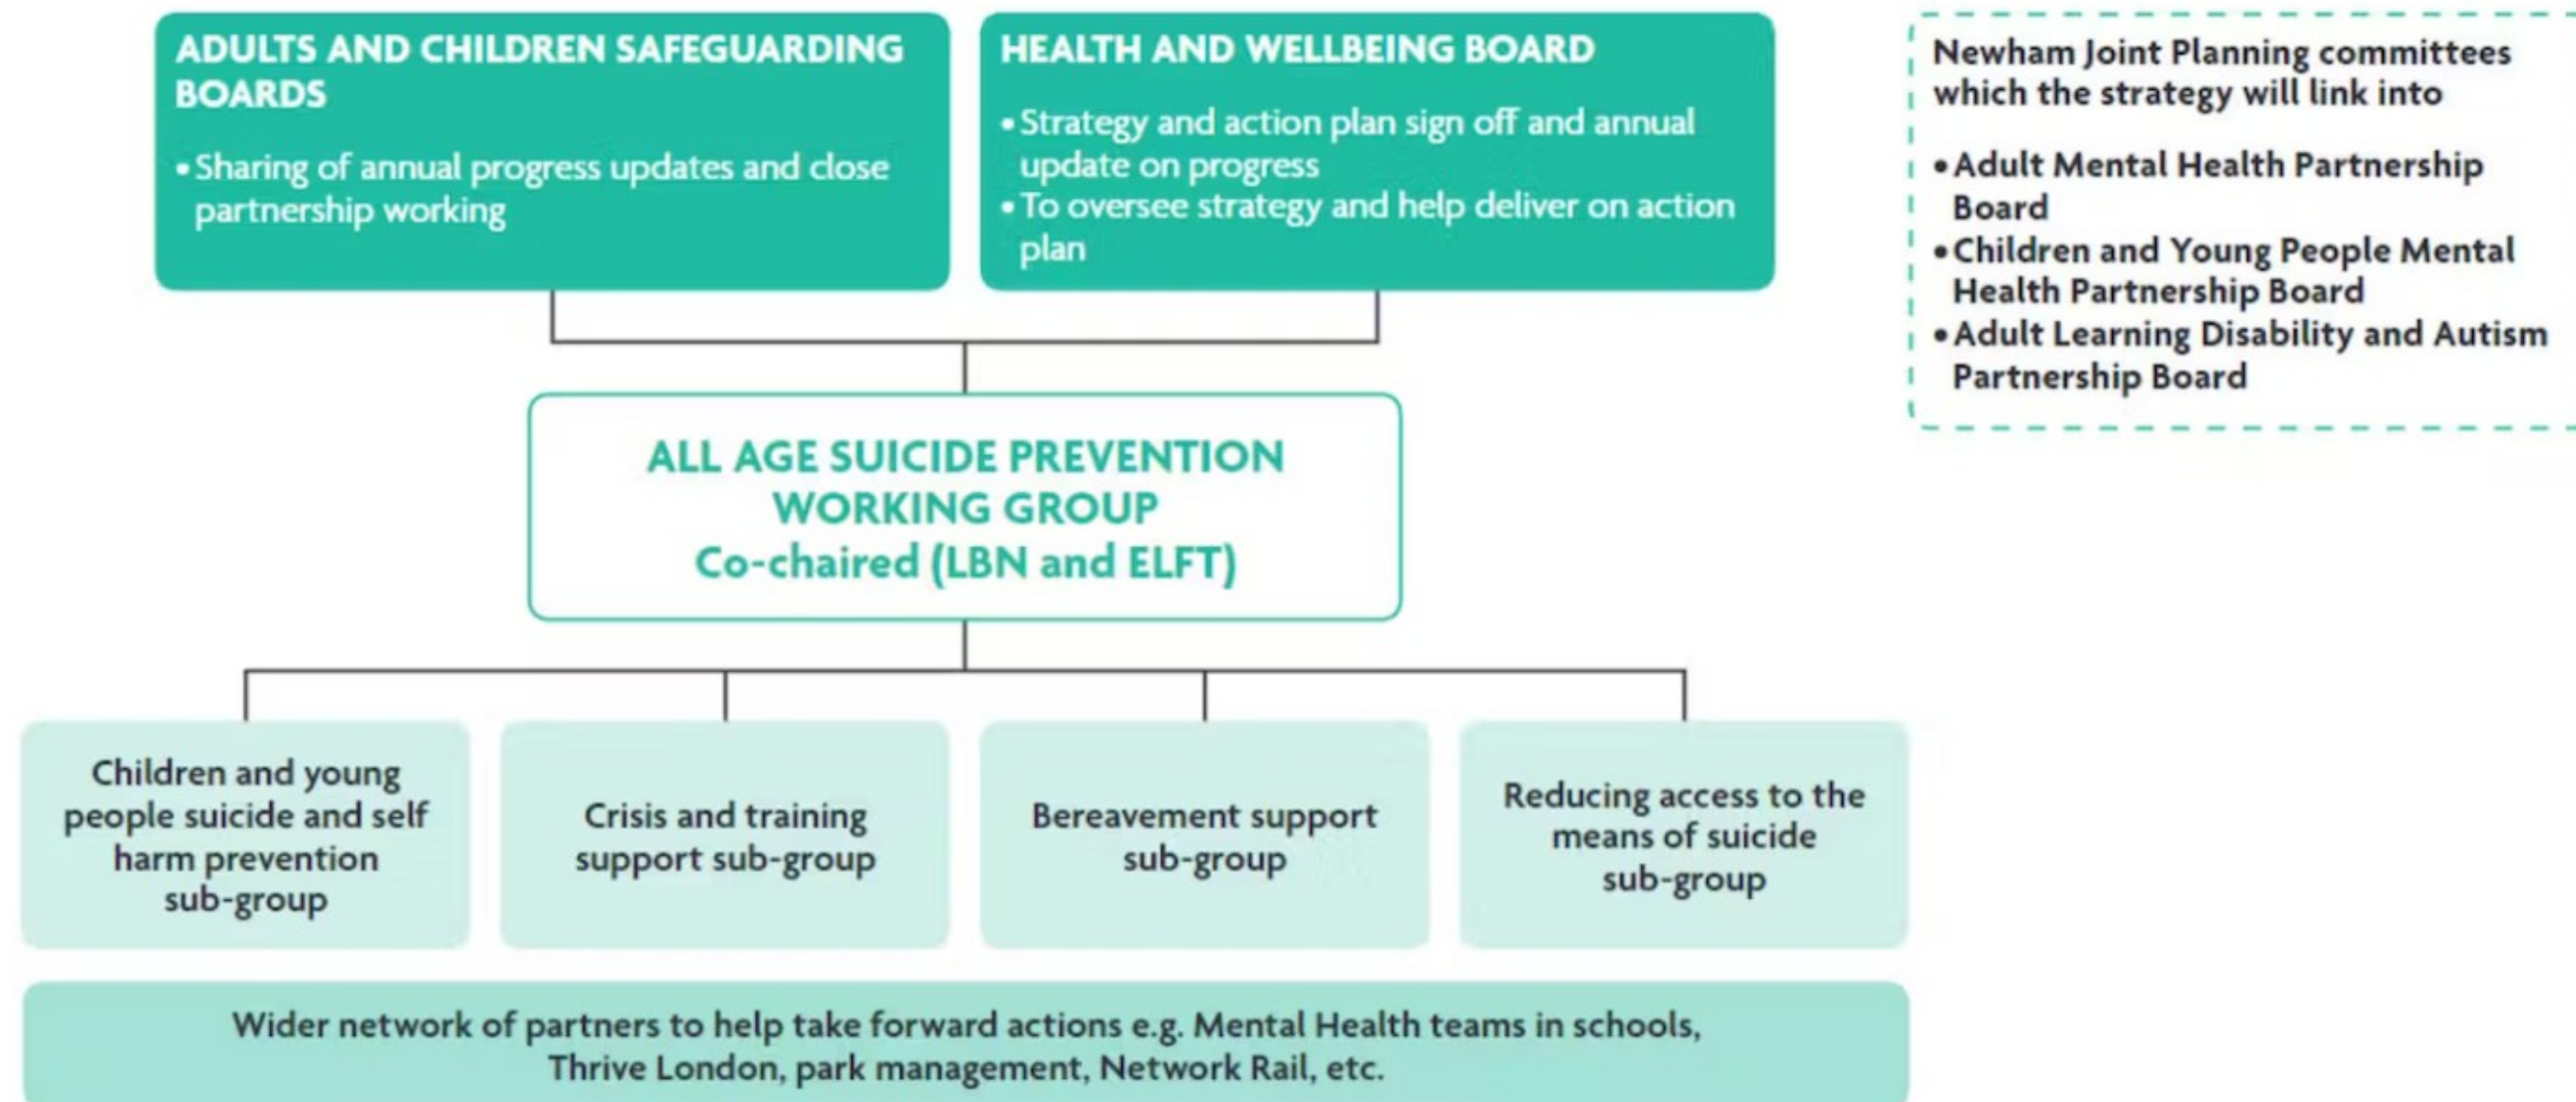 ADULTS AND CHILDREN SAFEGUARDING
BOARDS
• Sharing of annual progress updates and close
partnership working
HEALTH AND WELLBEING BOARD
• Strategy and action plan sign off and annual
update on progress
• To oversee strategy and help deliver on action
plan
Newham Joint Planning committees
which the strategy will link into
• Adult Mental Health Partnership
Board
• Children and Young People Mental
Health Partnership Board
• Adult Learning Disability and Autism
Partnership Board
ALL AGE SUICIDE PREVENTION
WORKING GROUP
Co-chaired (LBN and ELFT)
Children and young
people suicide and self
harm prevention
sub-group
Crisis and training
support sub-group
Bereavement support
sub-group
Reducing access to the
means of suicide
sub-group
Wider network of partners to help take forward actions e.g. Mental Health teams in schools,
Thrive London, park management, Network Rail, etc.